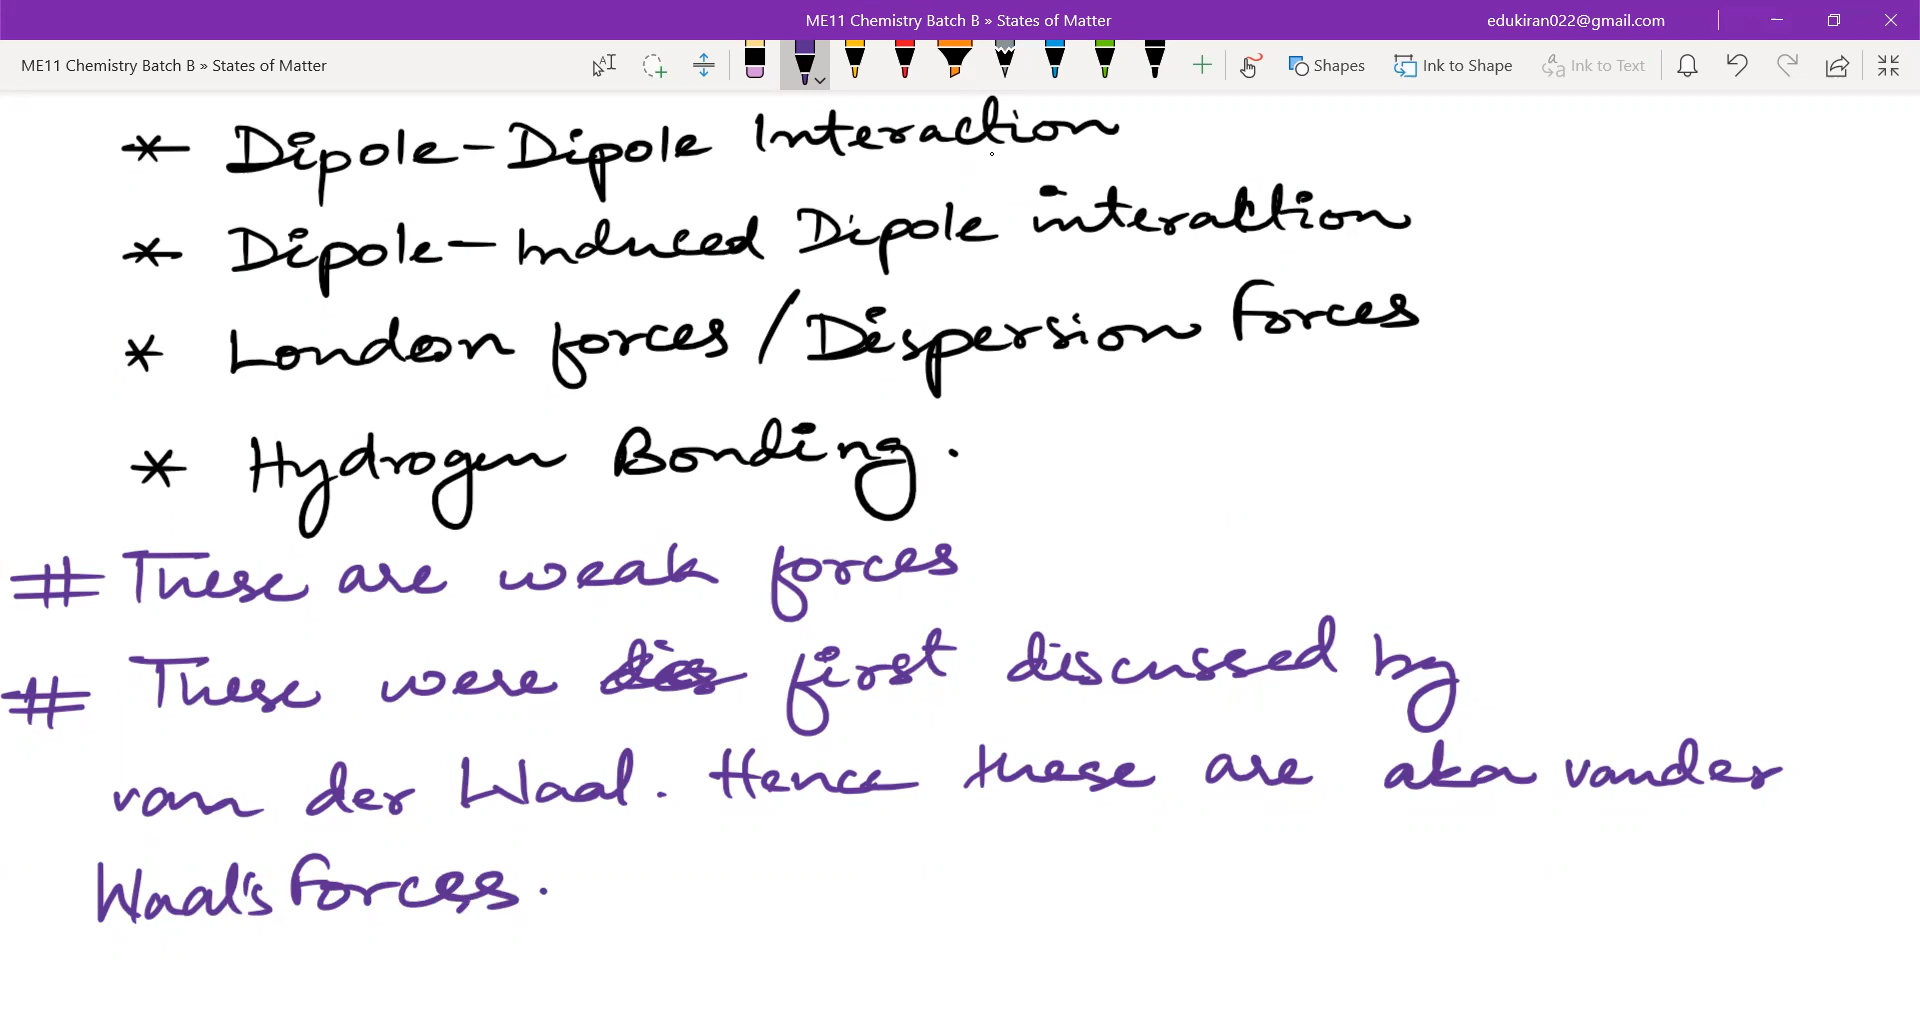 ME11 Chemistry Batch B » States of Matter
edukiran022@gmail.com
ME11 Chemistry Batch B » States of Matter
Shapes
Ink to Shape
Ink to Text
* Dipole-Dipole Interaction
* Dipole-Induced Dipole interaction
* London forces / Dispersion Forces
* Hydrogen Bonding.
# These are weak forces
# These were first discussed by
van der Waal. Hence these are aka vander
Waal's Forces.